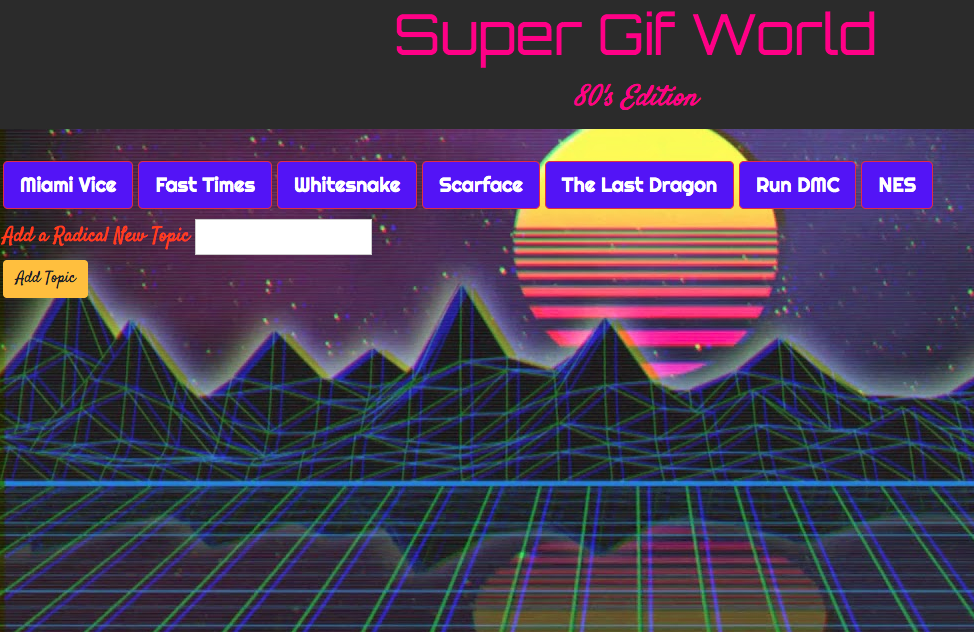 Super Gif World
80's Edition
Miami Vice Fast Times Whitesnake Scarface The Last Dragon Run DMC NES
Add a Radical New Topic
Add Topic